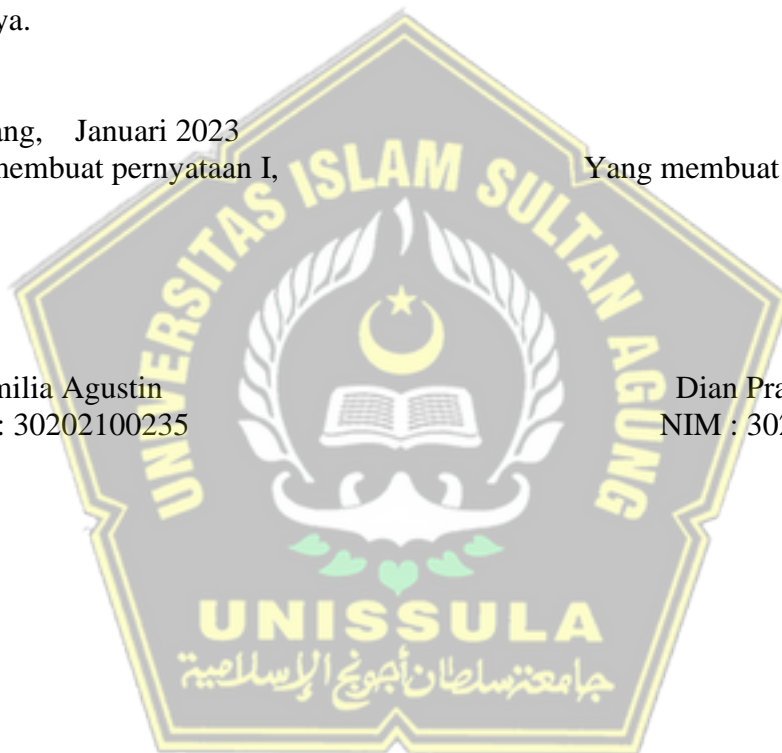 ya.
ang, Januari 2023
membuat pernyataan I, Yang membuat
milia Agustin Dian Pra
: 30202100235 NIM : 302
UNIVERSITAS ISLAM SULTAN AGUNG
UNISSULA
جامعة سلطان أجونج الإسلامية